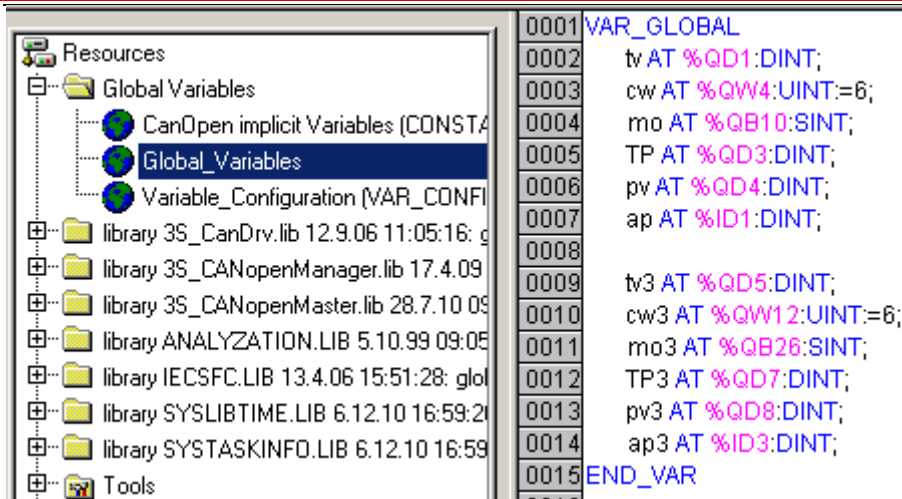 Resources
Global Variables
CanOpen implicit Variables (CONSTA
Global_Variables
Variable_Configuration (VAR_CONFI
library 3S_CanDrv.lib 12.9.06 11:05:16: g
library 3S_CANopenManager.lib 17.4.09
library 3S_CANopenMaster.lib 28.7.10 09
library ANALYZATION.LIB 5.10.99 09:05
library IECSFC.LIB 13.4.06 15:51:28: glol
library SYSLIBTIME.LIB 6.12.10 16:59:2
library SYSTASKINFO.LIB 6.12.10 16:59
Tools
0001 VAR_GLOBAL
0002 tv AT %QD1:DINT;
0003 cw AT %QW4:UINT:=6;
0004 mo AT %QB10:SINT;
0005 TP AT %QD3:DINT;
0006 pv AT %QD4:DINT;
0007 ap AT %ID1:DINT;
0008
0009 tv3 AT %QD5:DINT;
0010 cw3 AT %QW12:UINT:=6;
0011 mo3 AT %QB26:SINT;
0012 TP3 AT %QD7:DINT;
0013 pv3 AT %QD8:DINT;
0014 ap3 AT %ID3:DINT;
0015 END_VAR